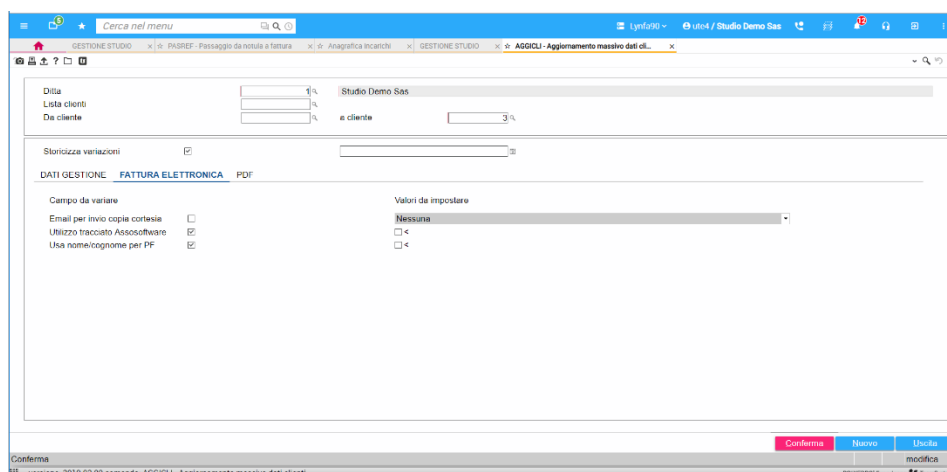 5
Cerca nel menu
Lynfa90
uto4 / Studio Demo Sas
12
GESTIONE STUDIO x
PASREF - Passaggio da notula a fattura x
Anagrafica incarichi x
GESTIONE STUDIO x
AGGICLI - Aggiornamento massivo dati cli... x
Ditta 1 Studio Demo Sas
Lista clienti
Da cliente a cliente 3
Storicizza variazioni
DATI GESTIONE FATTURA ELETTRONICA PDF
Campo da variare Valori da impostare
Email per invio copia cortesia Nessuna
Utilizzo tracciato Assosoftware <
Usa nome/cognome per PF <
Conferma Nuovo Uscita
Conferma modifica